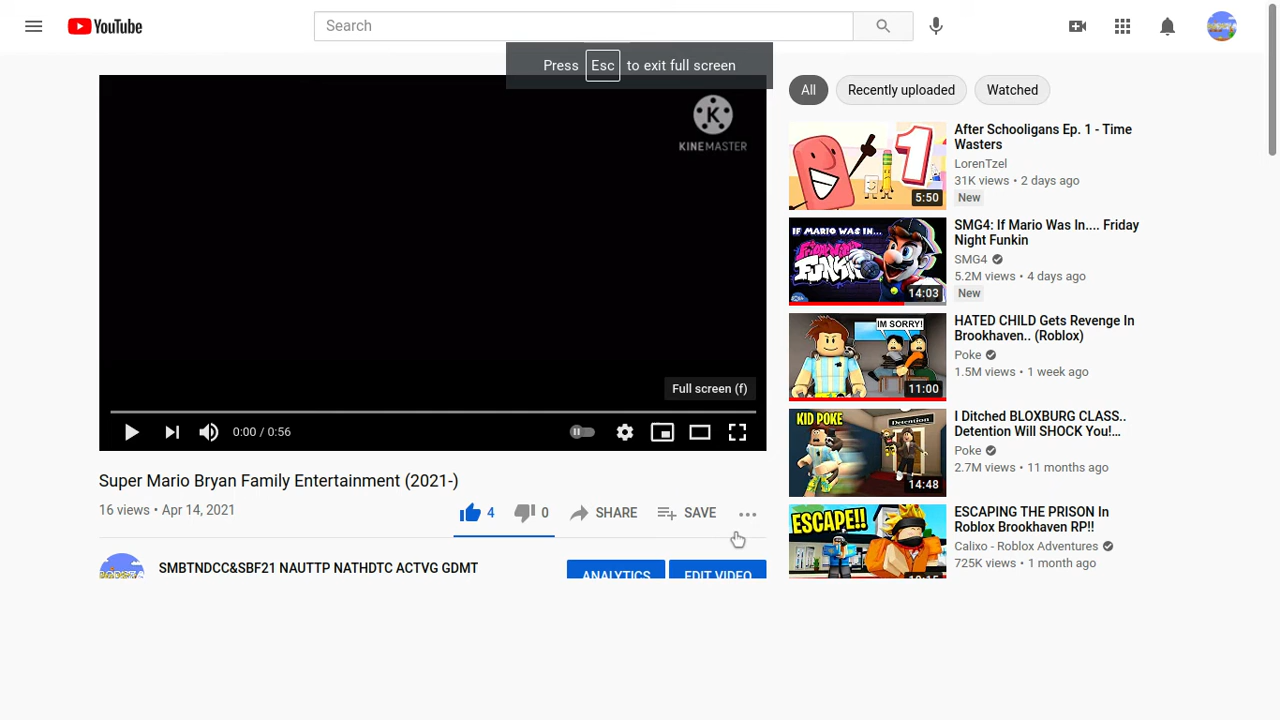 YouTube
Search
Press Esc to exit full screen
K
KINEMASTER
Full screen (f)
0:00 / 0:56
Super Mario Bryan Family Entertainment (2021-)
16 views • Apr 14, 2021
4
0
SHARE
SAVE
SMBTNDCC&SBF21 NAUTTP NATHDTC ACTVG GDMT
ANALYTICS
EDIT VIDEO
All
Recently uploaded
Watched
1
5:50
After Schooligans Ep. 1 - Time
Wasters
LorenTzel
31K views • 2 days ago
New
IF MARIO WAS IN...
FRIDAY NIGHT
FUNKIN
14:03
SMG4: If Mario Was In.... Friday
Night Funkin
SMG4
5.2M views • 4 days ago
New
IM SORRY!
11:00
HATED CHILD Gets Revenge In
Brookhaven.. (Roblox)
Poke
1.5M views • 1 week ago
KID POKE
Detention
14:48
I Ditched BLOXBURG CLASS..
Detention Will SHOCK You!...
Poke
2.7M views • 11 months ago
ESCAPE!!
ESCAPING THE PRISON In
Roblox Brookhaven RP!!
Calixo - Roblox Adventures
725K views • 1 month ago